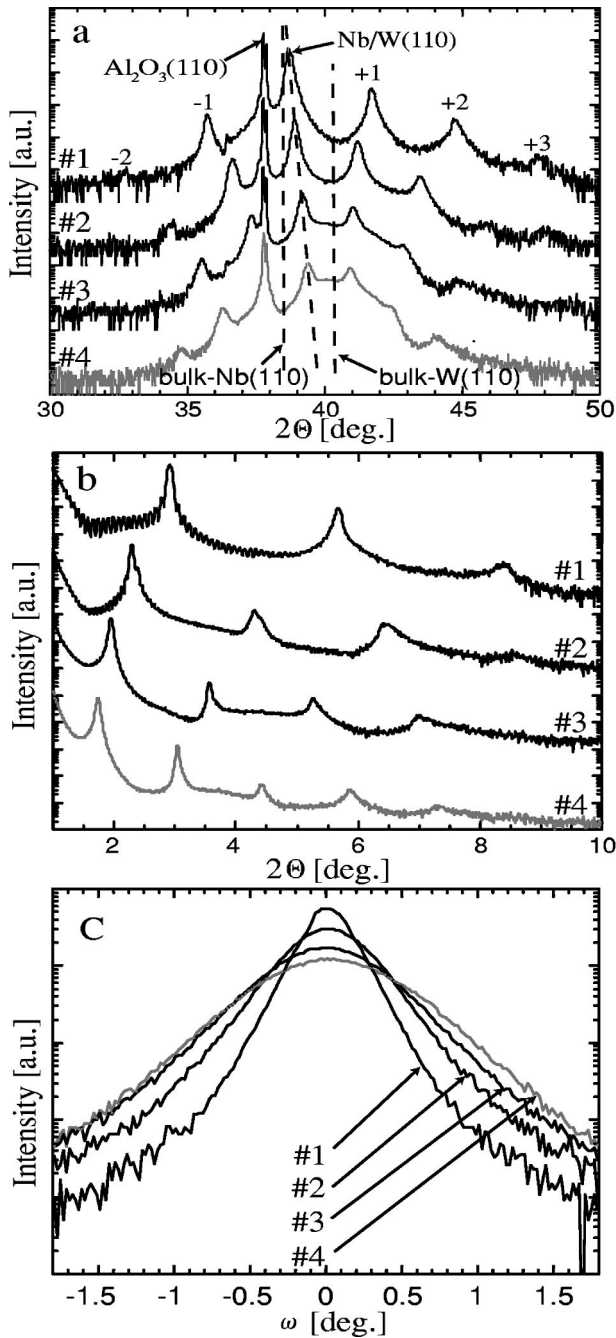 a
Al₂O₃(110)
Nb/W(110)
-2
-1
+1
+2
+3
#1
#2
#3
#4
bulk-Nb(110)
bulk-W(110)
Intensity [a.u.]
30 35 40 45 50
2Θ [deg.]
b
#1
#2
#3
#4
Intensity [a.u.]
2 4 6 8 10
2Θ [deg.]
C
#1
#2
#3
#4
Intensity [a.u.]
-1.5 -1 -0.5 0 0.5 1 1.5
ω [deg.]